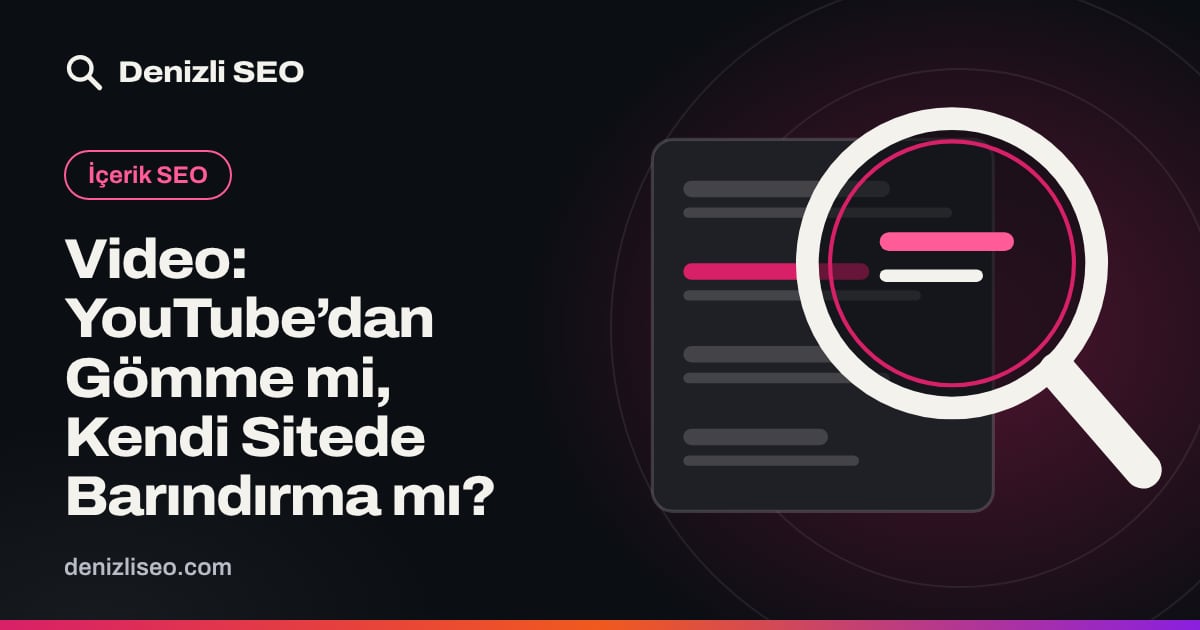 Denizli SEO
İçerik SEO
Video:
YouTube’dan
Gömme mi,
Kendi Sitede
Barındırma mı?
denizliseo.com